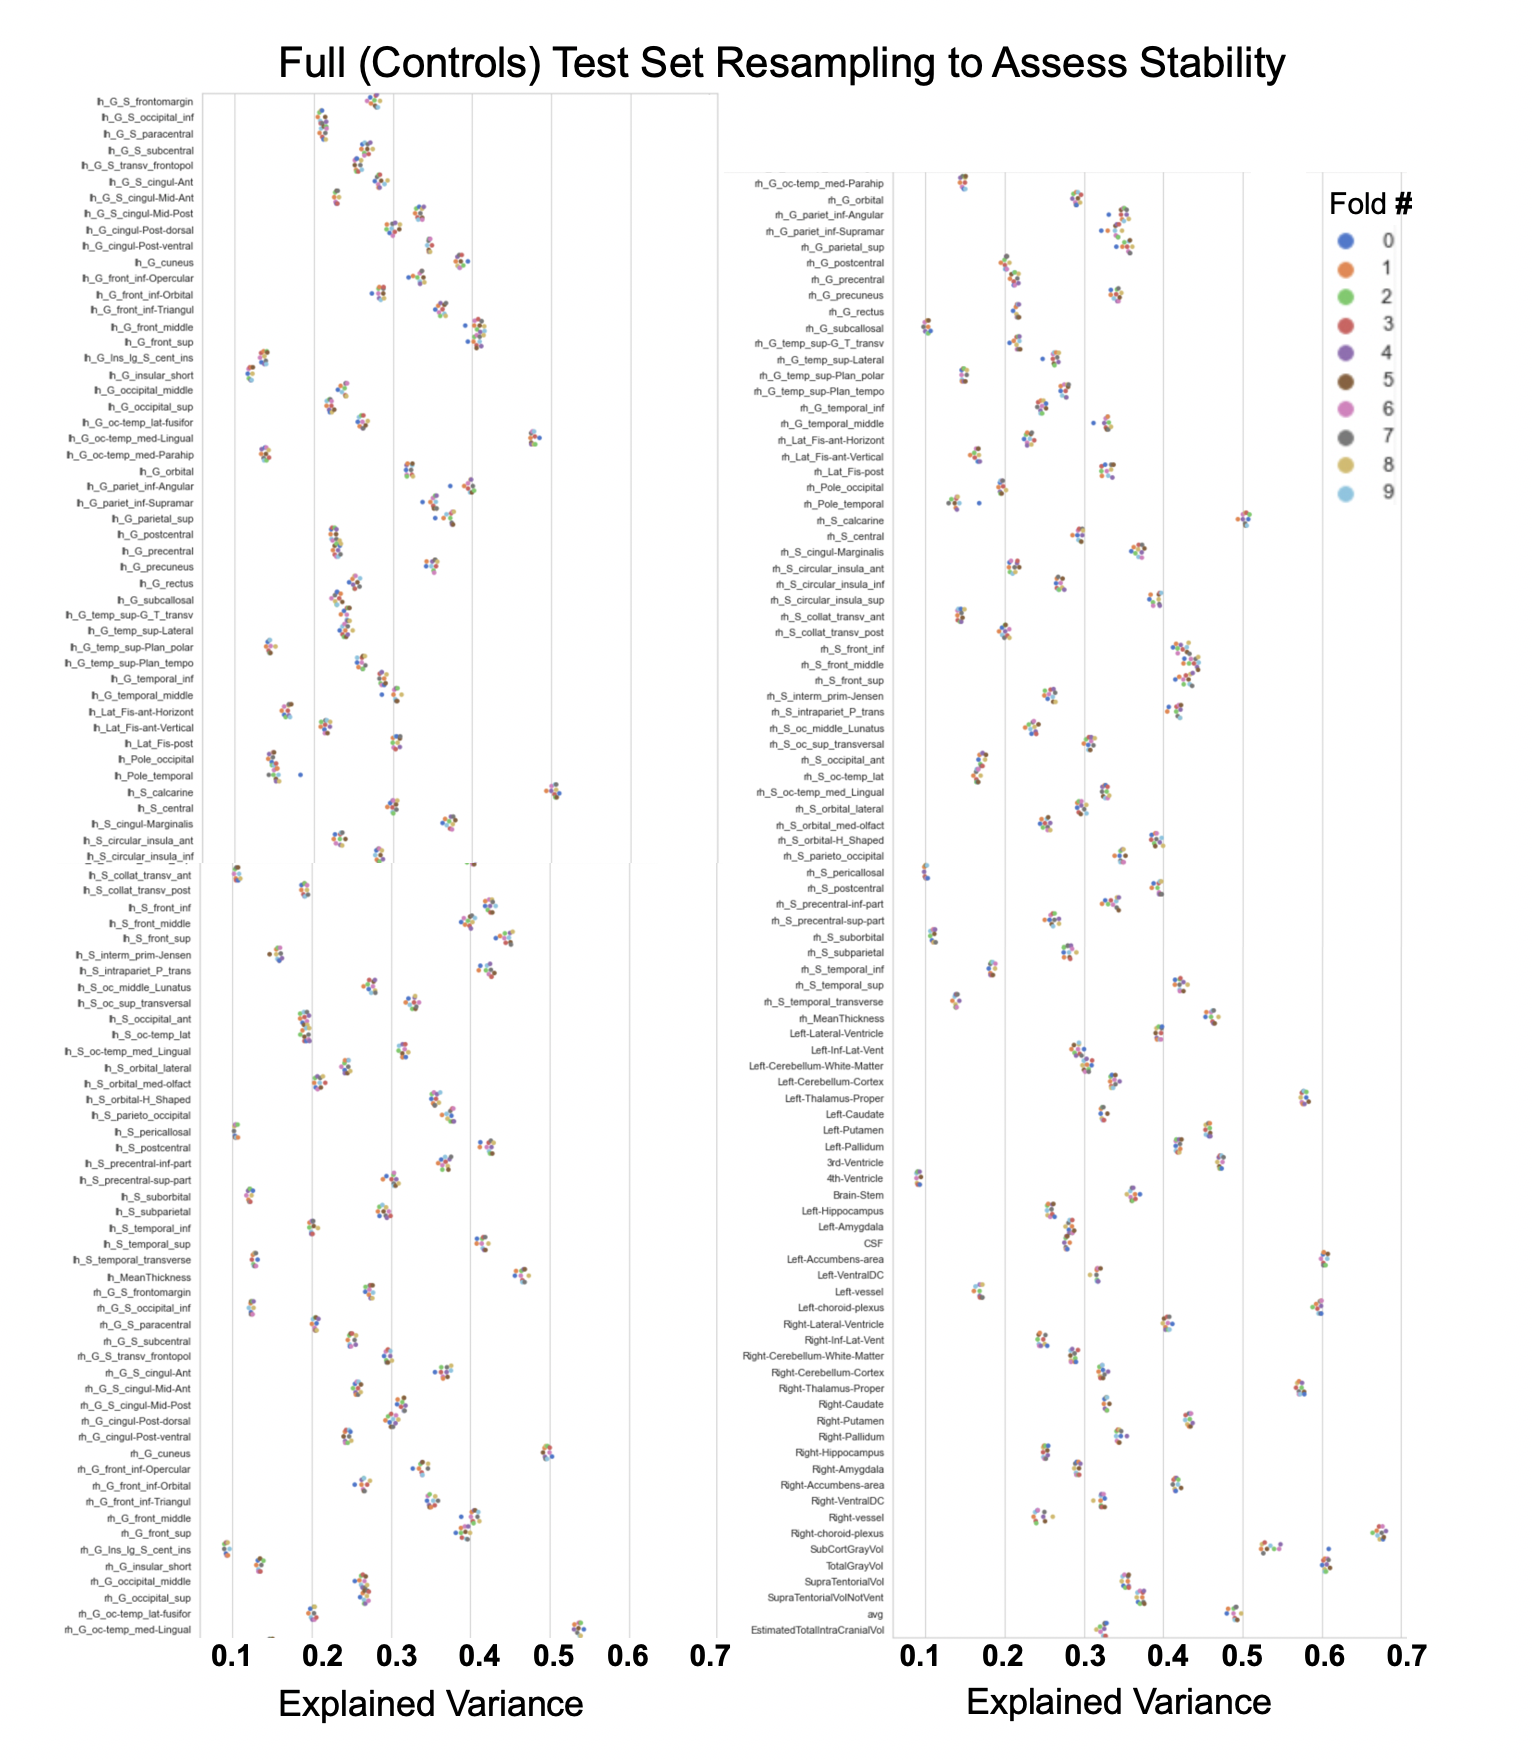 Full (Controls) Test Set Resampling to Assess Stability
lh_G_S_frontomargin
lh_G_S_occipital_inf
lh_G_S_paracentral
lh_G_S_subcentral
lh_G_S_transv_frontopol
lh_G_S_cingul-Ant
lh_G_S_cingul-Mid-Ant
lh_G_S_cingul-Mid-Post
lh_G_cingul-Post-dorsal
lh_G_cingul-Post-ventral
lh_G_cuneus
lh_G_front_inf-Opercular
lh_G_front_inf-Orbital
lh_G_front_inf-Triangul
lh_G_front_middle
lh_G_front_sup
lh_G_Ins_lg_S_cent_ins
lh_G_insular_short
lh_G_occipital_middle
lh_G_occipital_sup
lh_G_oc-temp_lat-fusifor
lh_G_oc-temp_med-Lingual
lh_G_oc-temp_med-Parahip
lh_G_orbital
lh_G_pariet_inf-Angular
lh_G_pariet_inf-Supramar
lh_G_parietal_sup
lh_G_postcentral
lh_G_precentral
lh_G_precuneus
lh_G_rectus
lh_G_subcallosal
lh_G_temp_sup-G_T_transv
lh_G_temp_sup-Lateral
lh_G_temp_sup-Plan_polar
lh_G_temp_sup-Plan_tempo
lh_G_temporal_inf
lh_G_temporal_middle
lh_Lat_Fis-ant-Horizont
lh_Lat_Fis-ant-Vertical
lh_Lat_Fis-post
lh_Pole_occipital
lh_Pole_temporal
lh_S_calcarine
lh_S_central
lh_S_cingul-Marginalis
lh_S_circular_insula_ant
lh_S_circular_insula_inf
lh_S_collat_transv_ant
lh_S_collat_transv_post
lh_S_front_inf
lh_S_front_middle
lh_S_front_sup
lh_S_interm_prim-Jensen
lh_S_intrapariet_P_trans
lh_S_oc_middle_Lunatus
lh_S_oc_sup_transversal
lh_S_occipital_ant
lh_S_oc-temp_lat
lh_S_oc-temp_med_Lingual
lh_S_orbital_lateral
lh_S_orbital_med-olfact
lh_S_orbital-H_Shaped
lh_S_parieto_occipital
lh_S_pericallosal
lh_S_postcentral
lh_S_precentral-inf-part
lh_S_precentral-sup-part
lh_S_suborbital
lh_S_subparietal
lh_S_temporal_inf
lh_S_temporal_sup
lh_S_temporal_transverse
lh_MeanThickness
rh_G_S_frontomargin
rh_G_S_occipital_inf
rh_G_S_paracentral
rh_G_S_subcentral
rh_G_S_transv_frontopol
rh_G_S_cingul-Ant
rh_G_S_cingul-Mid-Ant
rh_G_S_cingul-Mid-Post
rh_G_cingul-Post-dorsal
rh_G_cingul-Post-ventral
rh_G_cuneus
rh_G_front_inf-Opercular
rh_G_front_inf-Orbital
rh_G_front_inf-Triangul
rh_G_front_middle
rh_G_front_sup
rh_G_Ins_lg_S_cent_ins
rh_G_insular_short
rh_G_occipital_middle
rh_G_occipital_sup
rh_G_oc-temp_lat-fusifor
rh_G_oc-temp_med-Lingual
0.1 0.2 0.3 0.4 0.5 0.6 0.7
Explained Variance
rh_G_oc-temp_med-Parahip
rh_G_orbital
rh_G_pariet_inf-Angular
rh_G_pariet_inf-Supramar
rh_G_parietal_sup
rh_G_postcentral
rh_G_precentral
rh_G_precuneus
rh_G_rectus
rh_G_subcallosal
rh_G_temp_sup-G_T_transv
rh_G_temp_sup-Lateral
rh_G_temp_sup-Plan_polar
rh_G_temp_sup-Plan_tempo
rh_G_temporal_inf
rh_G_temporal_middle
rh_Lat_Fis-ant-Horizont
rh_Lat_Fis-ant-Vertical
rh_Lat_Fis-post
rh_Pole_occipital
rh_Pole_temporal
rh_S_calcarine
rh_S_central
rh_S_cingul-Marginalis
rh_S_circular_insula_ant
rh_S_circular_insula_inf
rh_S_circular_insula_sup
rh_S_collat_transv_ant
rh_S_collat_transv_post
rh_S_front_inf
rh_S_front_middle
rh_S_front_sup
rh_S_interm_prim-Jensen
rh_S_intrapariet_P_trans
rh_S_oc_middle_Lunatus
rh_S_oc_sup_transversal
rh_S_occipital_ant
rh_S_oc-temp_lat
rh_S_oc-temp_med_Lingual
rh_S_orbital_lateral
rh_S_orbital_med-olfact
rh_S_orbital-H_Shaped
rh_S_parieto_occipital
rh_S_pericallosal
rh_S_postcentral
rh_S_precentral-inf-part
rh_S_precentral-sup-part
rh_S_suborbital
rh_S_subparietal
rh_S_temporal_inf
rh_S_temporal_sup
rh_S_temporal_transverse
rh_MeanThickness
Left-Lateral-Ventricle
Left-Inf-Lat-Vent
Left-Cerebellum-White-Matter
Left-Cerebellum-Cortex
Left-Thalamus-Proper
Left-Caudate
Left-Putamen
Left-Pallidum
3rd-Ventricle
4th-Ventricle
Brain-Stem
Left-Hippocampus
Left-Amygdala
CSF
Left-Accumbens-area
Left-VentralDC
Left-vessel
Left-choroid-plexus
Right-Lateral-Ventricle
Right-Inf-Lat-Vent
Right-Cerebellum-White-Matter
Right-Cerebellum-Cortex
Right-Thalamus-Proper
Right-Caudate
Right-Putamen
Right-Pallidum
Right-Hippocampus
Right-Amygdala
Right-Accumbens-area
Right-VentralDC
Right-vessel
Right-choroid-plexus
SubCortGrayVol
TotalGrayVol
SupraTentorialVol
SupraTentorialVolNotVent
avg
EstimatedTotalIntraCranialVol
0.1 0.2 0.3 0.4 0.5 0.6 0.7
Explained Variance
Fold #
0
1
2
3
4
5
6
7
8
9